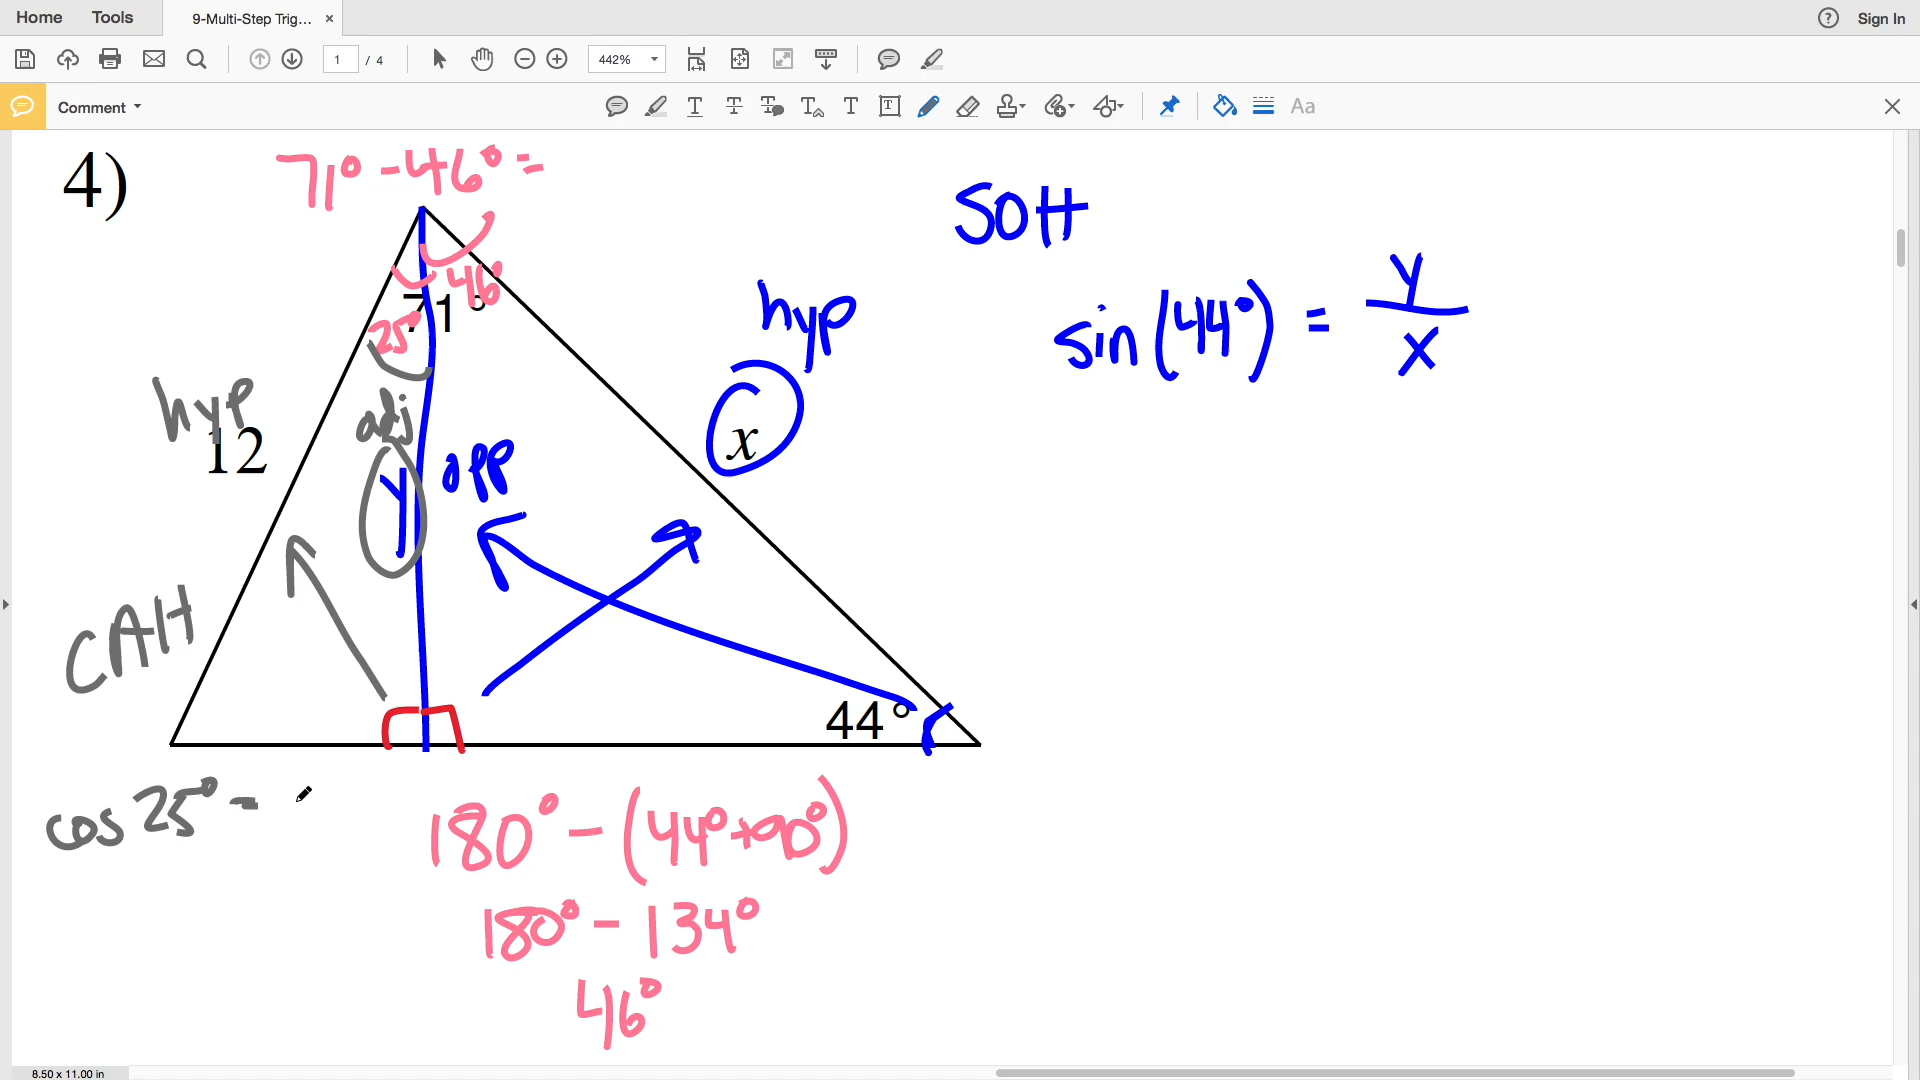 Home Tools 9-Multi-Step Trig... × ? Sign In
1 / 4 442%
Comment Aa
4)
71° - 46° =
SOH
46°
71°
25°
hyp
sin(44°) = y/x
hyp
12
adj
x
y
opp
CAH
44°
cos 25° =
180° - (44° + 90°)
180° - 134°
46°
8.50 x 11.00 in